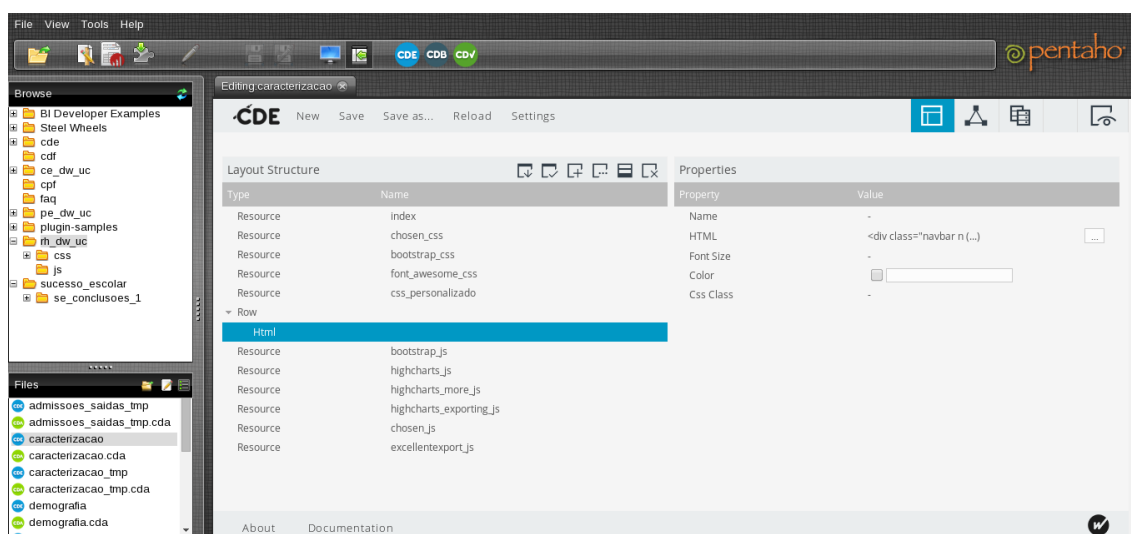 File View Tools Help
CDE CDB CDV
pentaho
Browse
BI Developer Examples
Steel Wheels
cde
cdf
ce_dw_uc
cpf
faq
pe_dw_uc
plugin-samples
rh_dw_uc
css
js
sucesso_escolar
se_conclusoes_1
Files
admissoes_saidas_tmp
admissoes_saidas_tmp.cda
caracterizacao
caracterizacao.cda
caracterizacao_tmp
caracterizacao_tmp.cda
demografia
demografia.cda
Editing:caracterizacao
CDE New Save Save as... Reload Settings
Layout Structure
Type Name
Resource index
Resource chosen_css
Resource bootstrap_css
Resource font_awesome_css
Resource css_personalizado
Row
Html
Resource bootstrap_js
Resource highcharts_js
Resource highcharts_more_js
Resource highcharts_exporting_js
Resource chosen_js
Resource excellentexport_js
Properties
Property Value
Name -
HTML <div class="navbar n (...) ...
Font Size -
Color
Css Class -
About Documentation